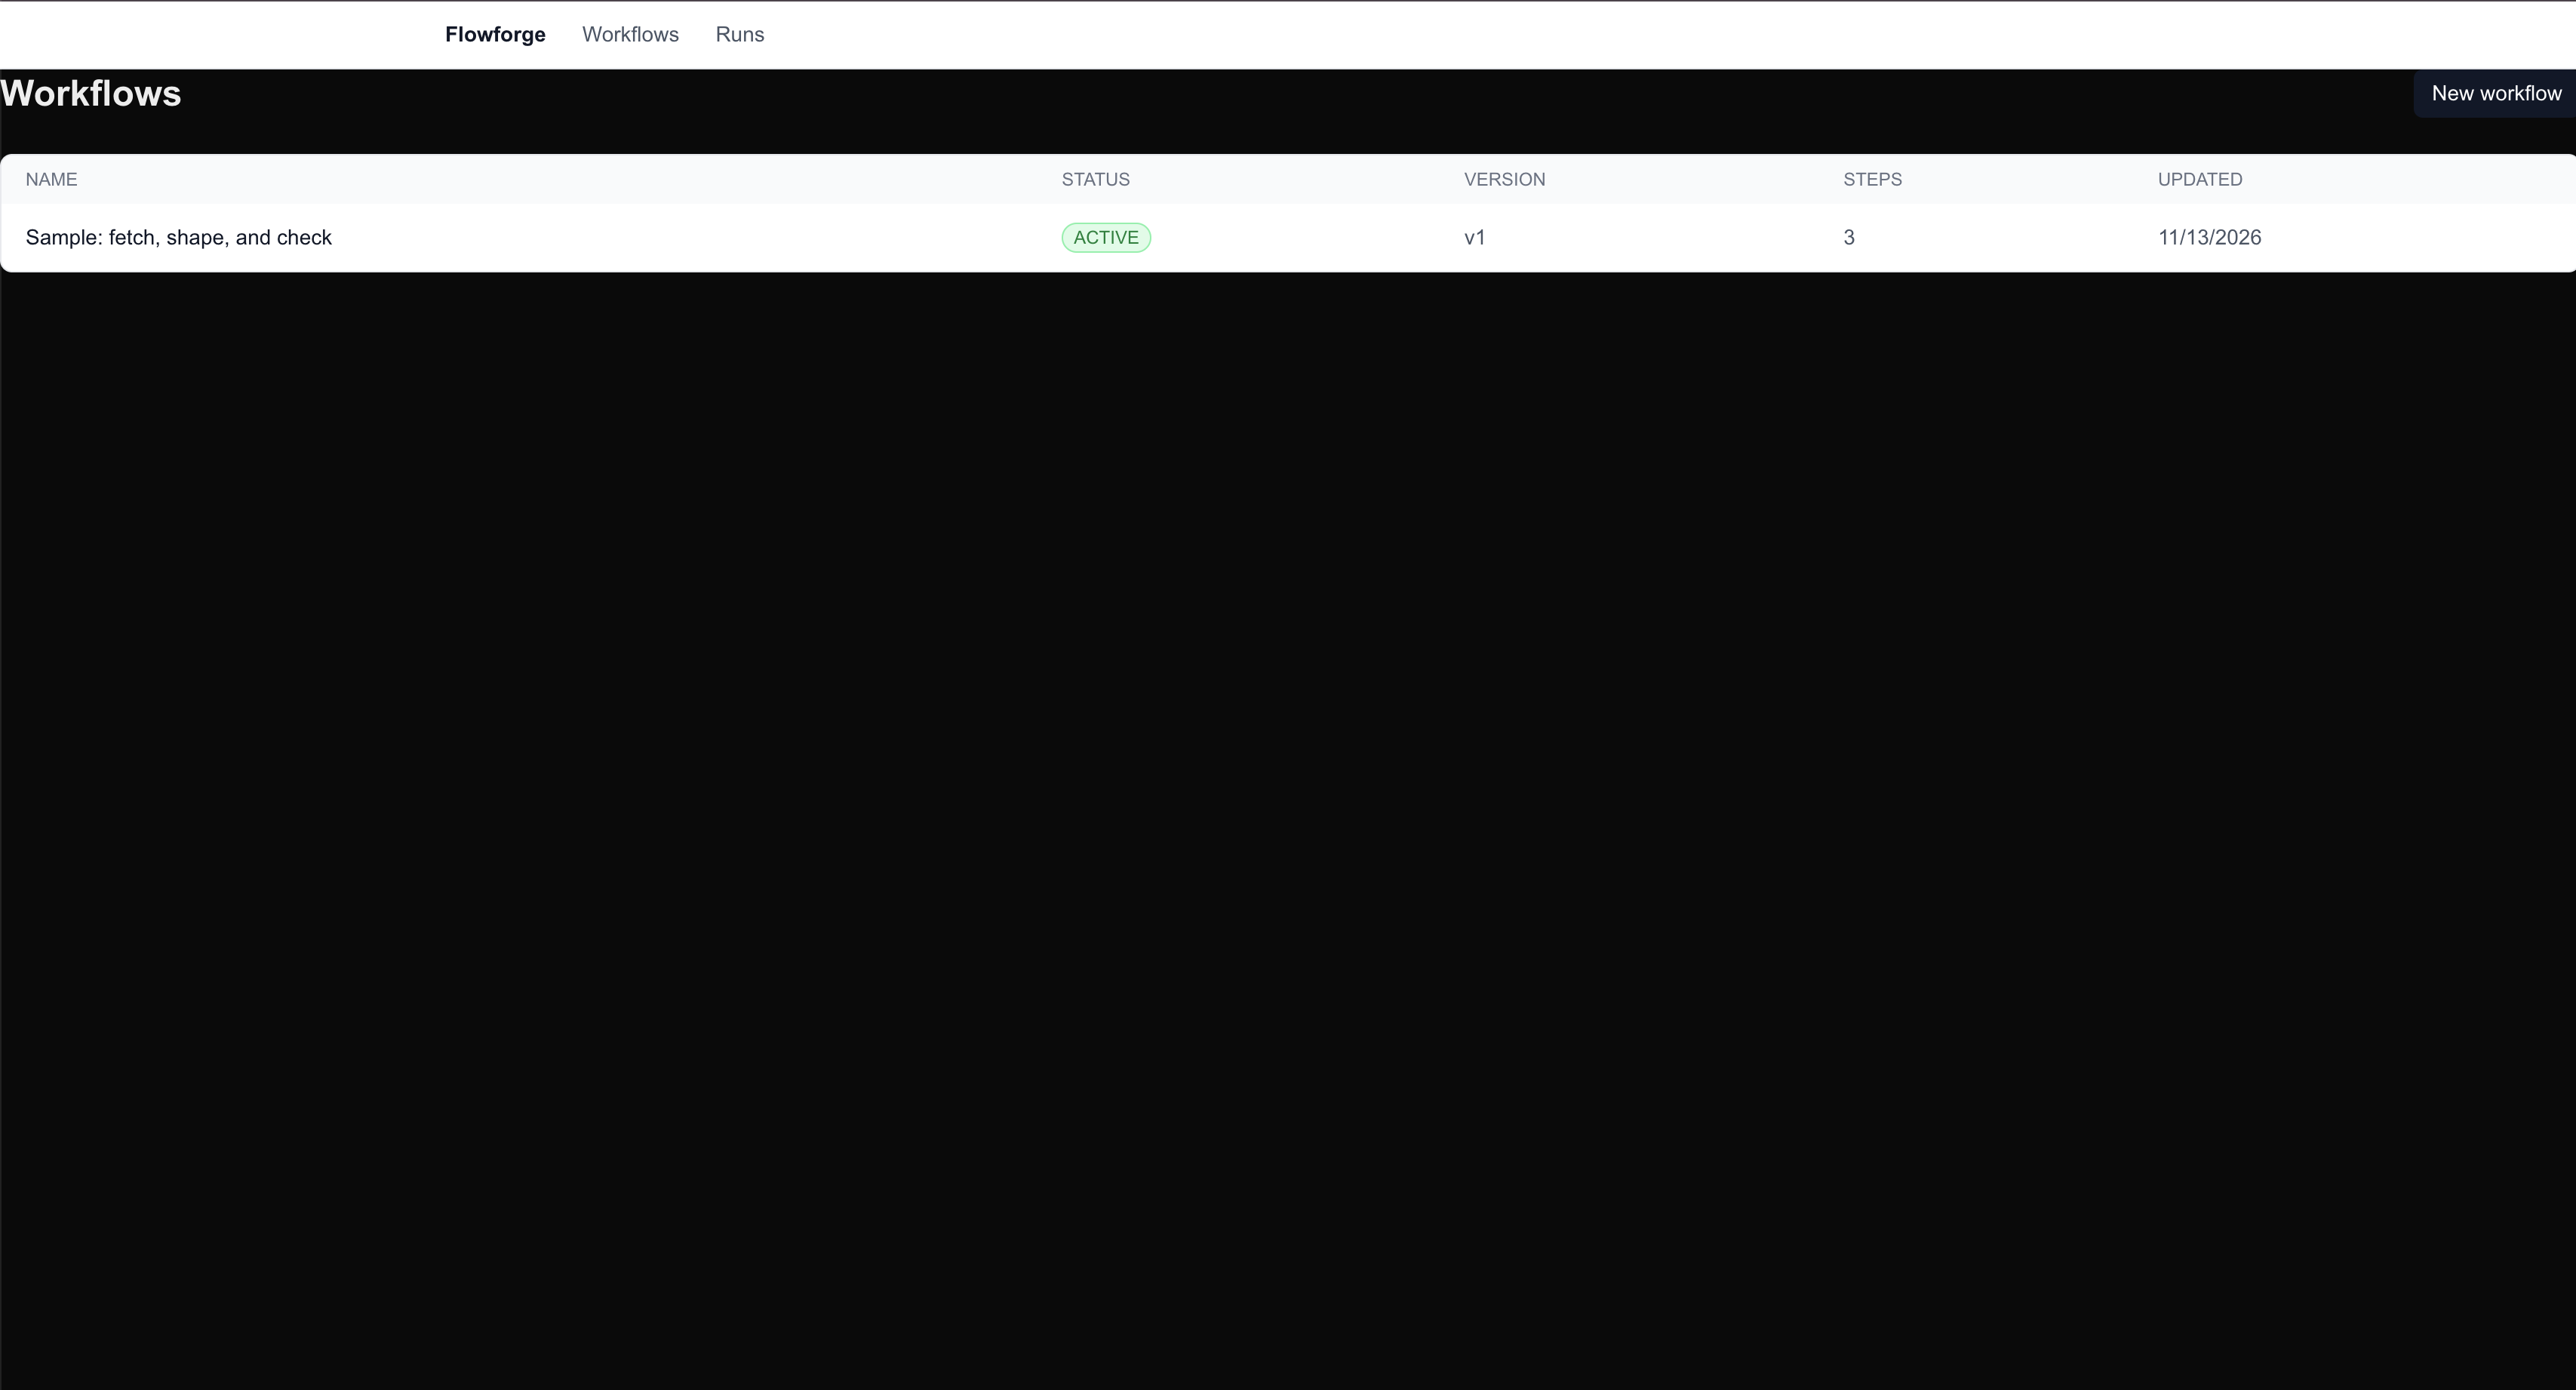 Flowforge Workflows Runs
Workflows New workflow
NAME STATUS VERSION STEPS UPDATED
Sample: fetch, shape, and check ACTIVE v1 3 11/13/2026